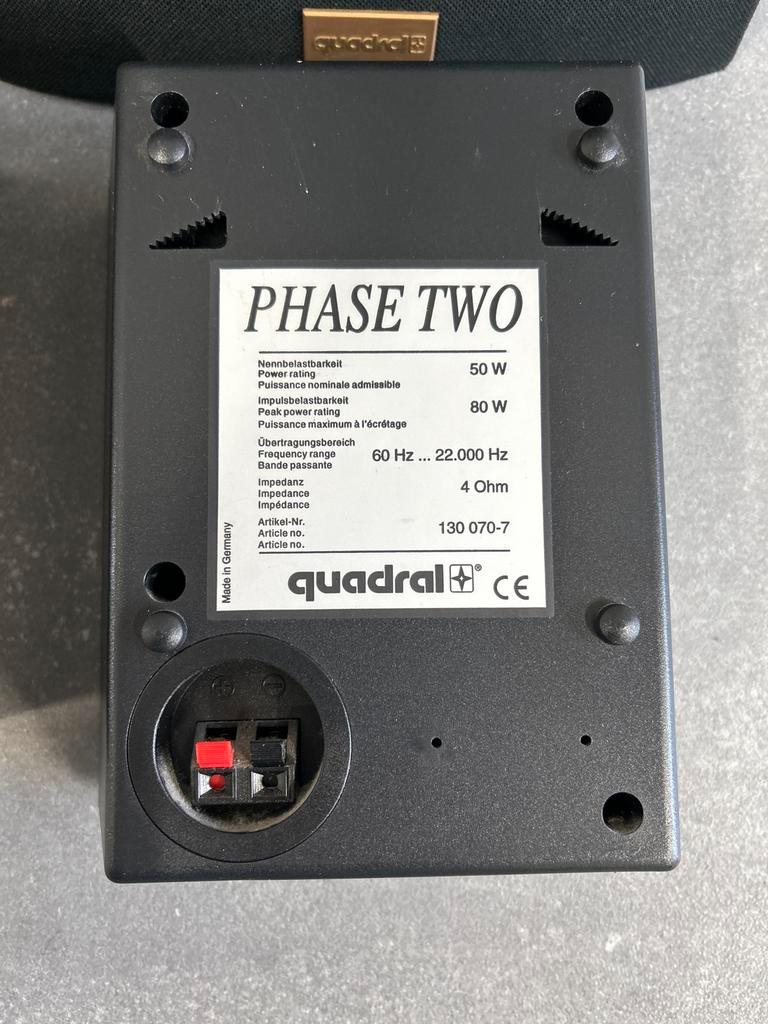 quadral
PHASE TWO
Nennbelastbarkeit
Power rating
Puissance nominale admissible
50 W
Impulsbelastbarkeit
Peak power rating
Puissance maximum à l'écrêtage
80 W
Übertragungsbereich
Frequency range
Bande passante
60 Hz ... 22.000 Hz
Impedanz
Impedance
Impédance
4 Ohm
Artikel-Nr.
Article no.
Article no.
130 070-7
Made in Germany
quadral®
CE
+ −